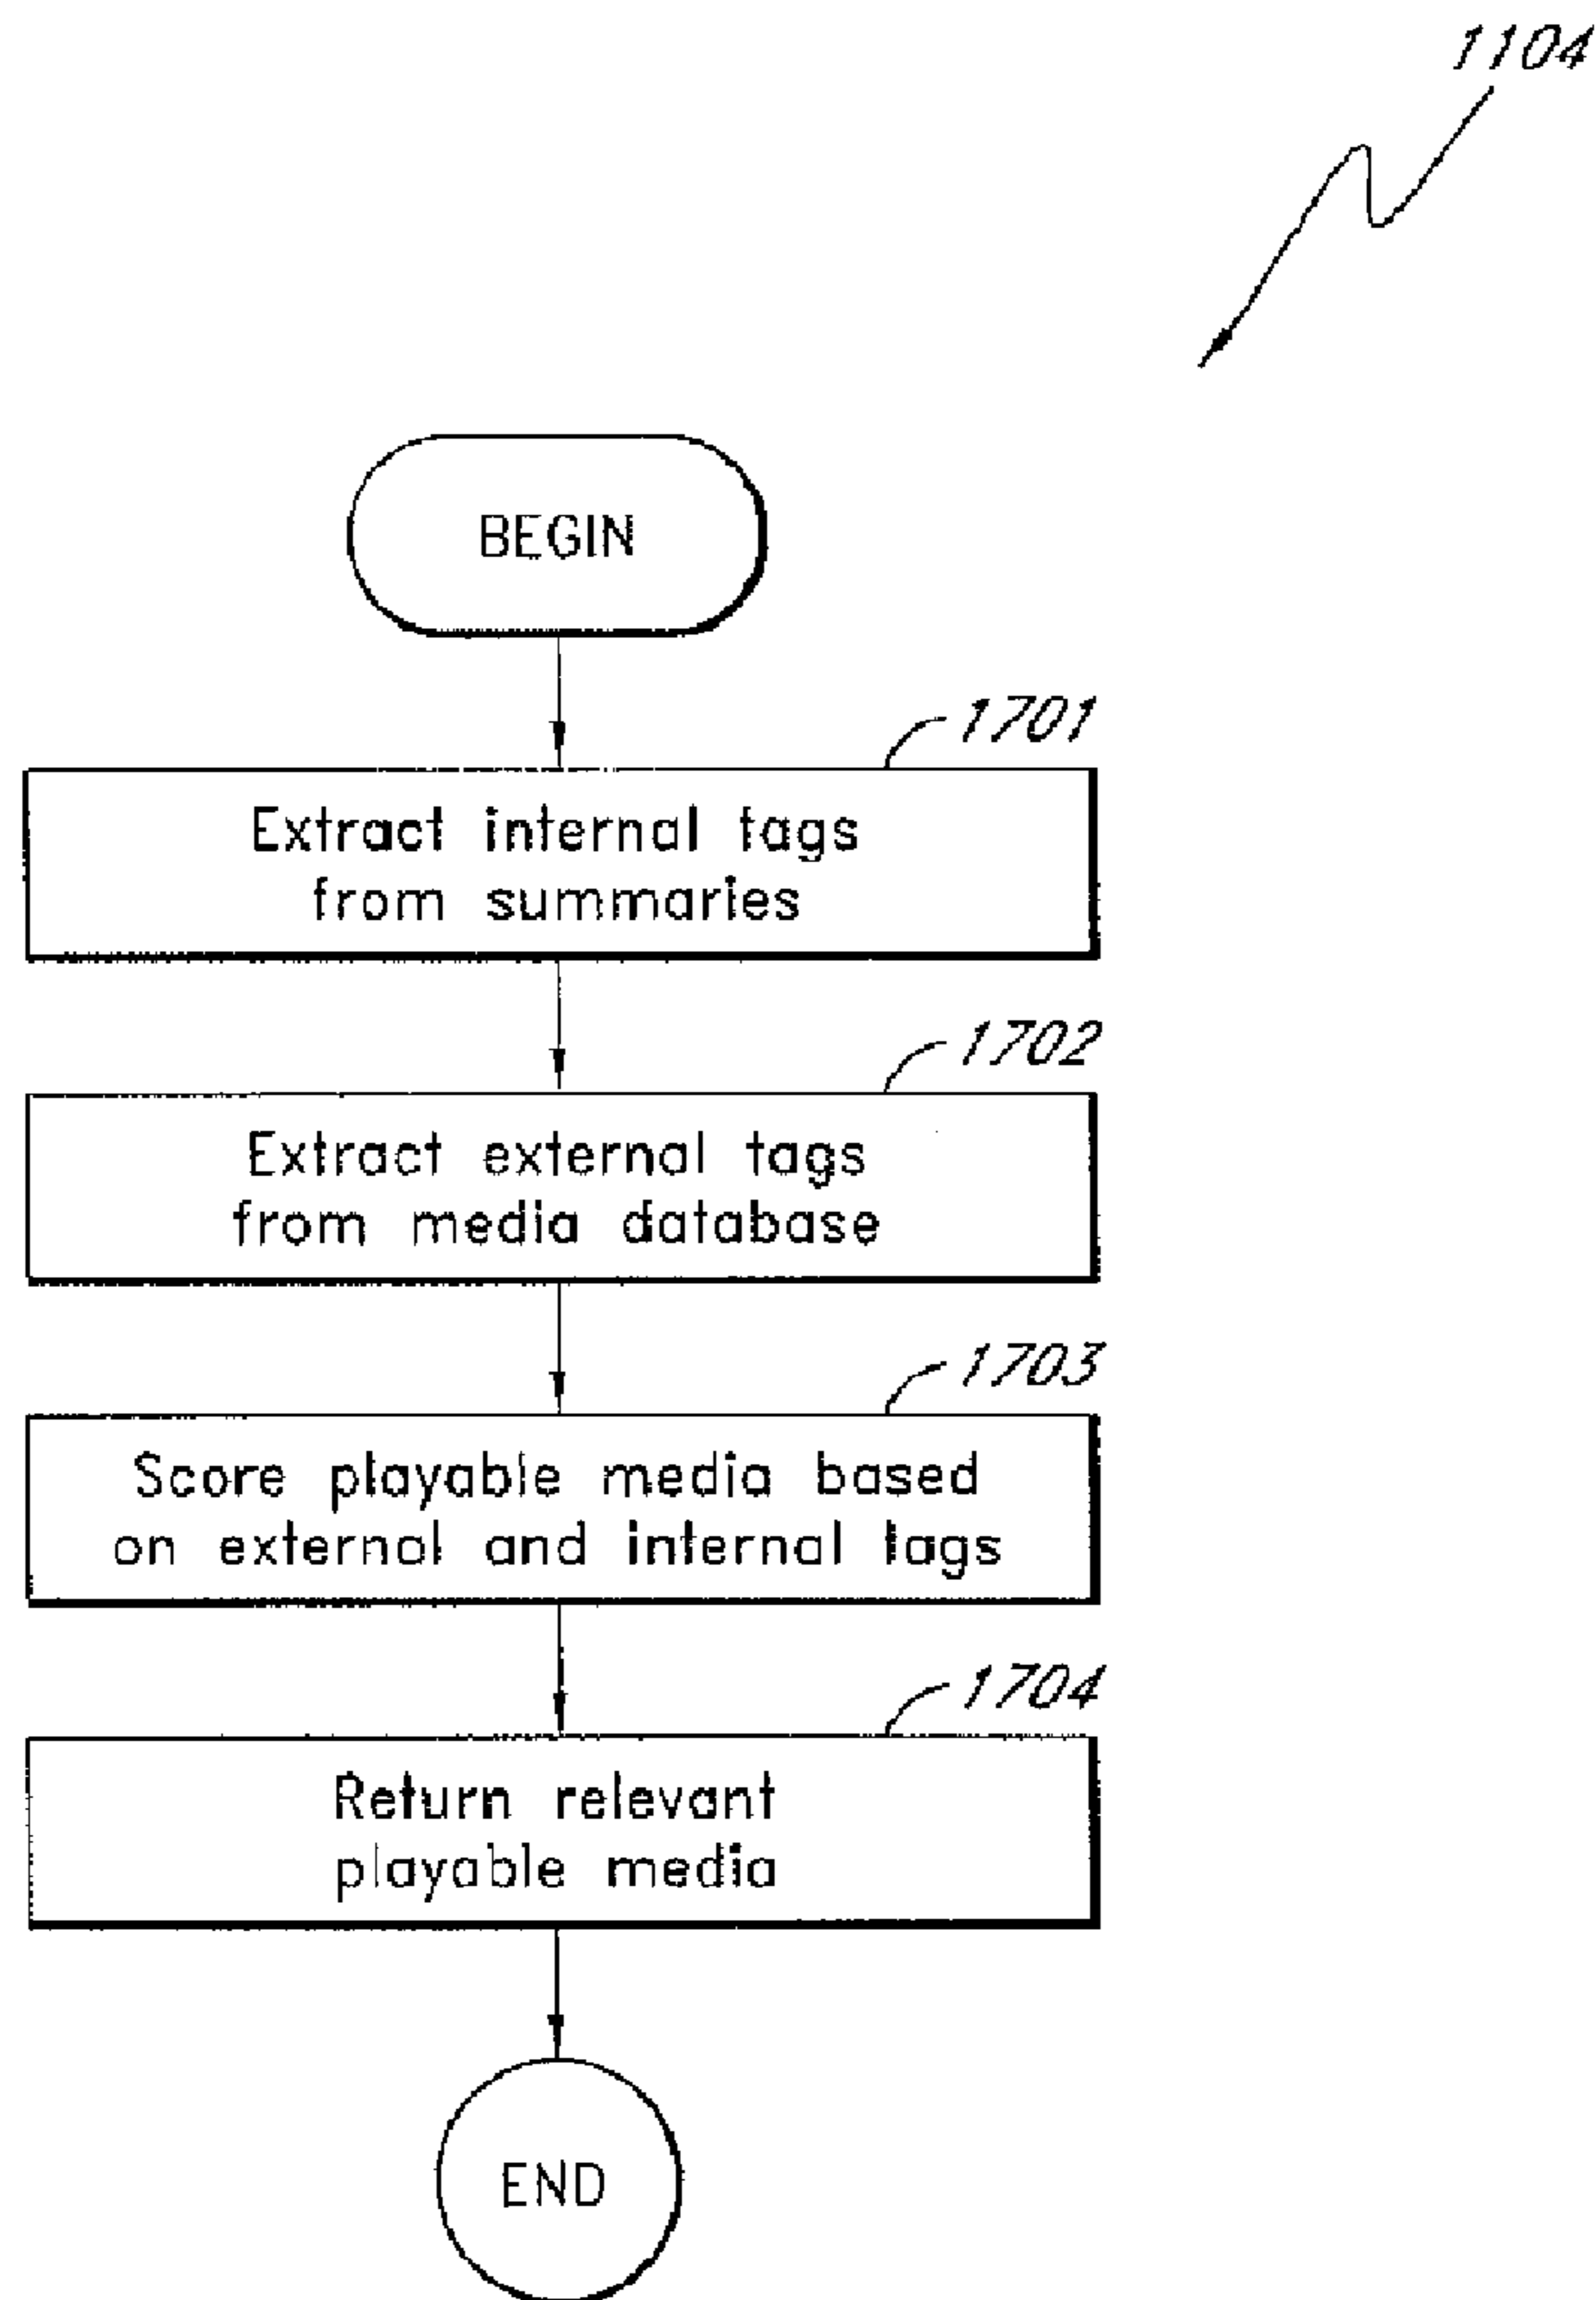 1104
BEGIN
1701
Extract internal tags
from summaries
1702
Extract external tags
from media database
1703
Score playable media based
on external and internal tags
1704
Return relevant
playable media
END